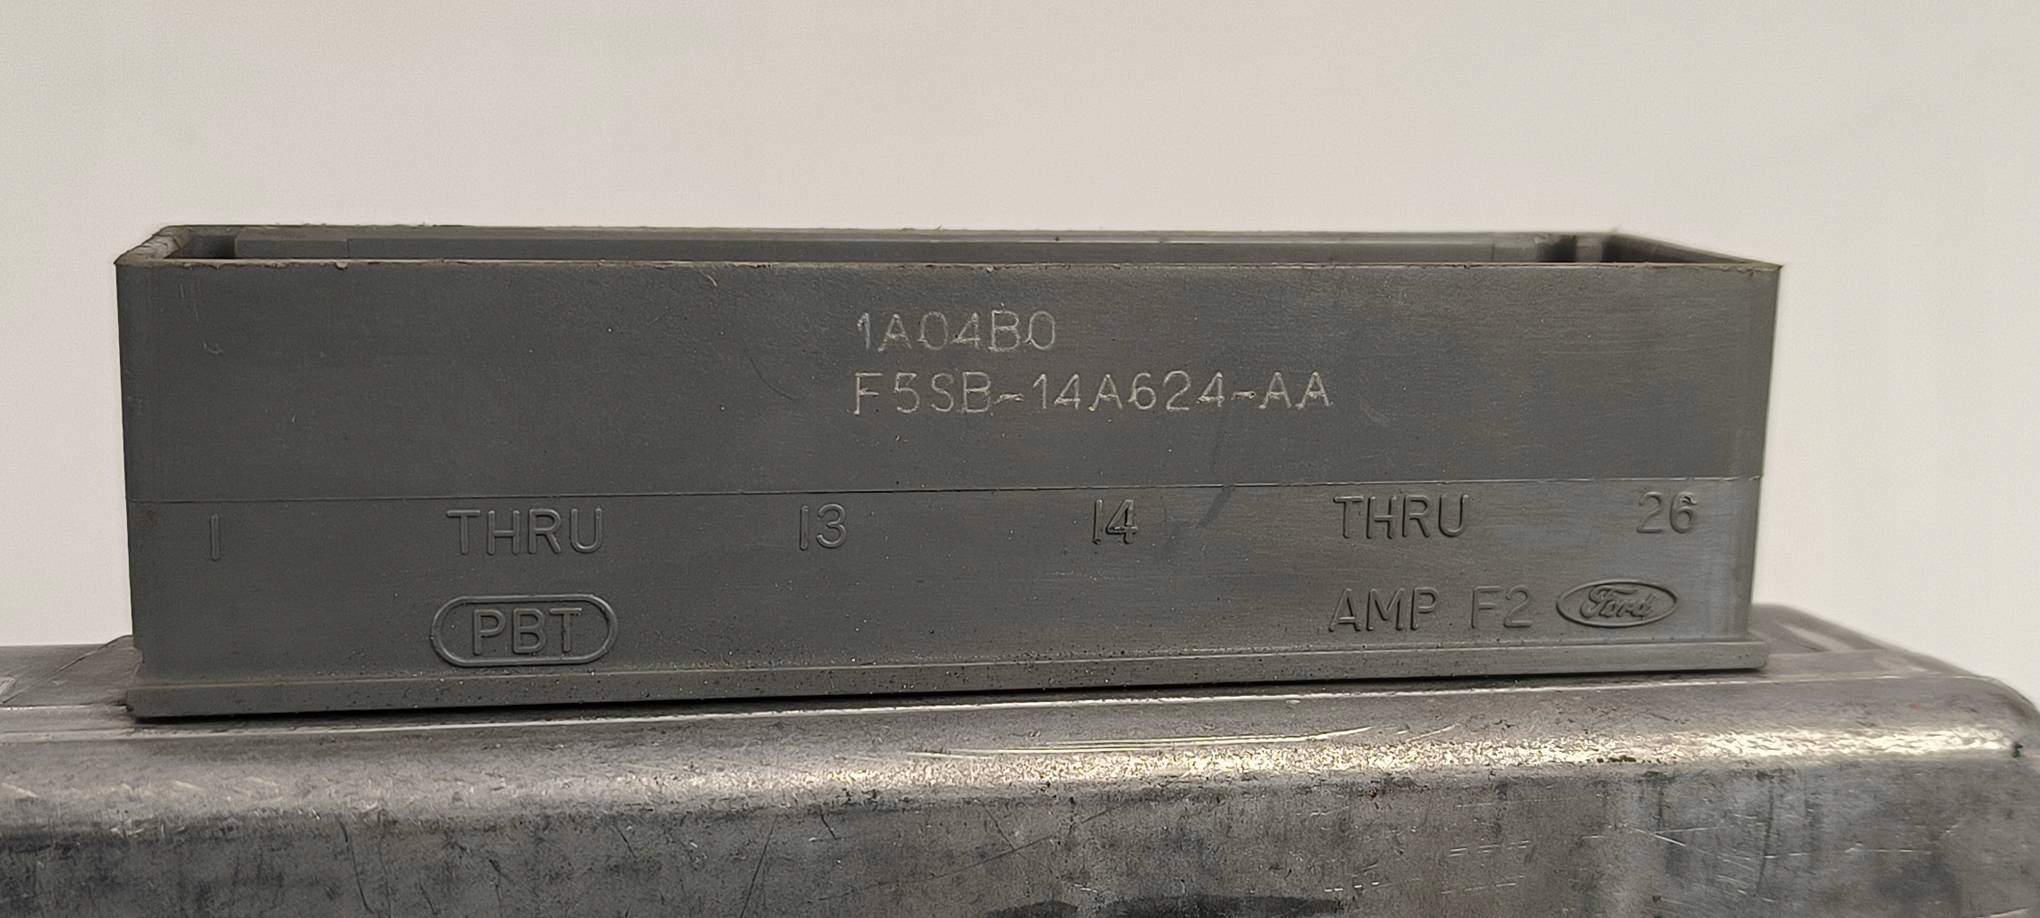 1A04B0
F5SB-14A624-AA
1 THRU 13 14 THRU 26
PBT AMP F2 Ford